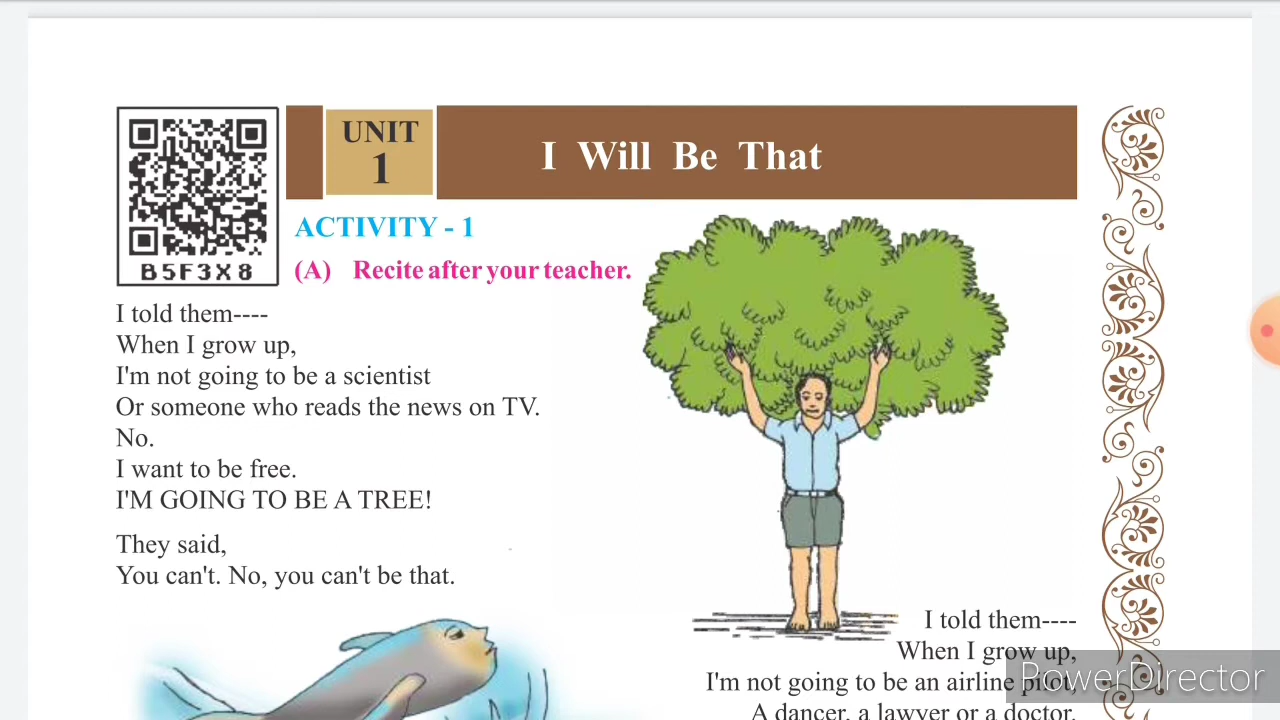 B5F3X8
UNIT
1
I Will Be That
ACTIVITY - 1
(A) Recite after your teacher.
I told them----
When I grow up,
I'm not going to be a scientist
Or someone who reads the news on TV.
No.
I want to be free.
I'M GOING TO BE A TREE!
They said,
You can't. No, you can't be that.
I told them----
When I grow up,
I'm not going to be an airline pilot,
A dancer, a lawyer or a doctor.
PowerDirector